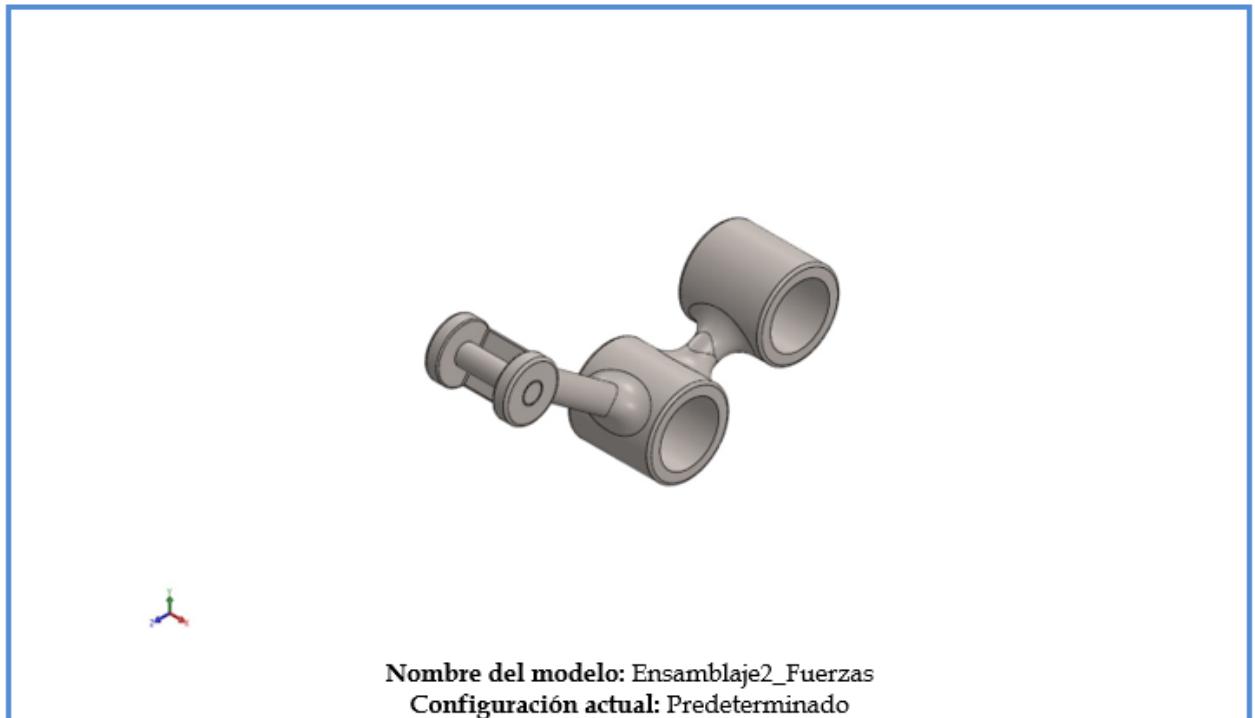 Y
Z
X
Nombre del modelo: Ensamblaje2_Fuerzas
Configuración actual: Predeterminado